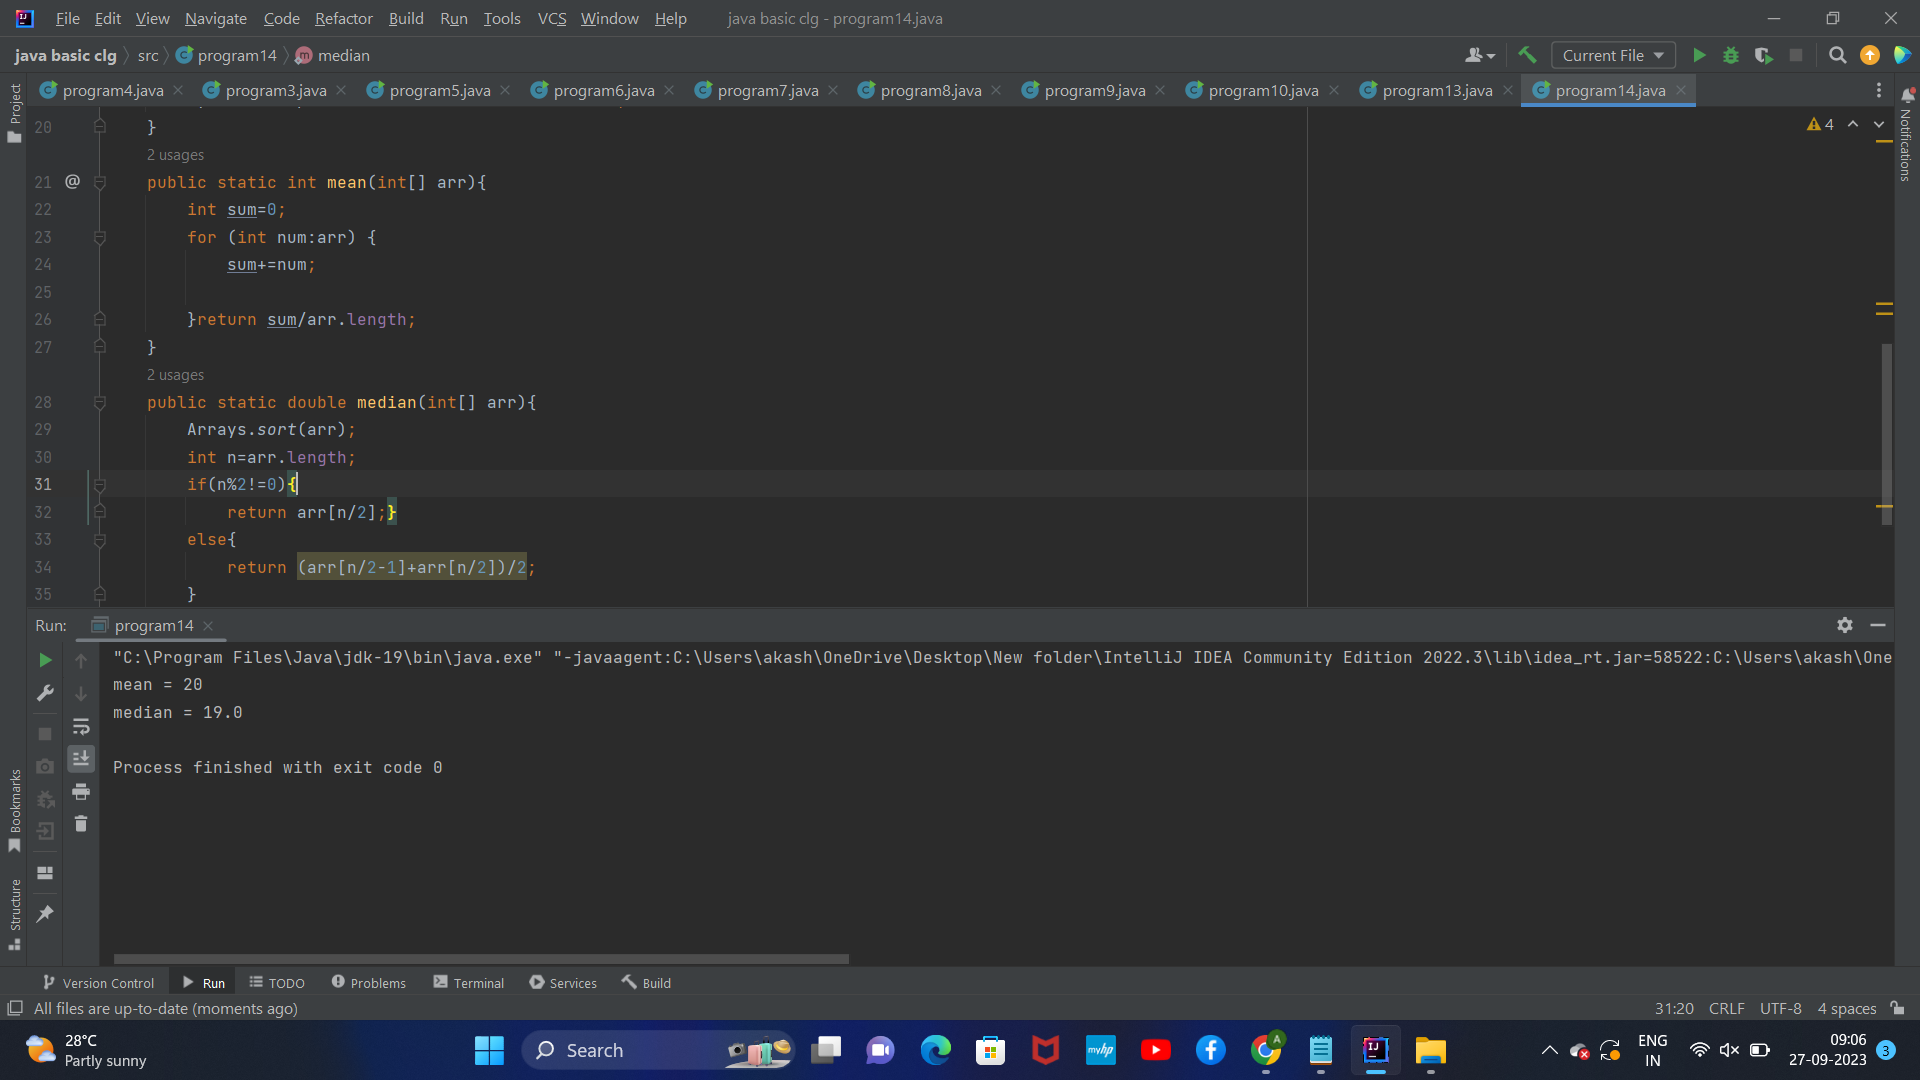 File Edit View Navigate Code Refactor Build Run Tools VCS Window Help java basic clg - program14.java
java basic clg src program14 m median Current File
program4.java program3.java program5.java program6.java program7.java program8.java program9.java program10.java program13.java program14.java
Project
Notifications
4
20 }
2 usages
21 @ public static int mean(int[] arr){
22 int sum=0;
23 for (int num:arr) {
24 sum+=num;
25
26 }return sum/arr.length;
27 }
2 usages
28 public static double median(int[] arr){
29 Arrays.sort(arr);
30 int n=arr.length;
31 if(n%2!=0){
32 return arr[n/2];}
33 else{
34 return (arr[n/2-1]+arr[n/2])/2;
35 }
Run: program14
"C:\Program Files\Java\jdk-19\bin\java.exe" "-javaagent:C:\Users\akash\OneDrive\Desktop\New folder\IntelliJ IDEA Community Edition 2022.3\lib\idea_rt.jar=58522:C:\Users\akash\One
mean = 20
median = 19.0
Process finished with exit code 0
Bookmarks
Structure
Version Control Run TODO Problems Terminal Services Build
All files are up-to-date (moments ago) 31:20 CRLF UTF-8 4 spaces
28°C
Partly sunny
Search
myhp
A
IJ
ENG
IN
09:06
27-09-2023
3